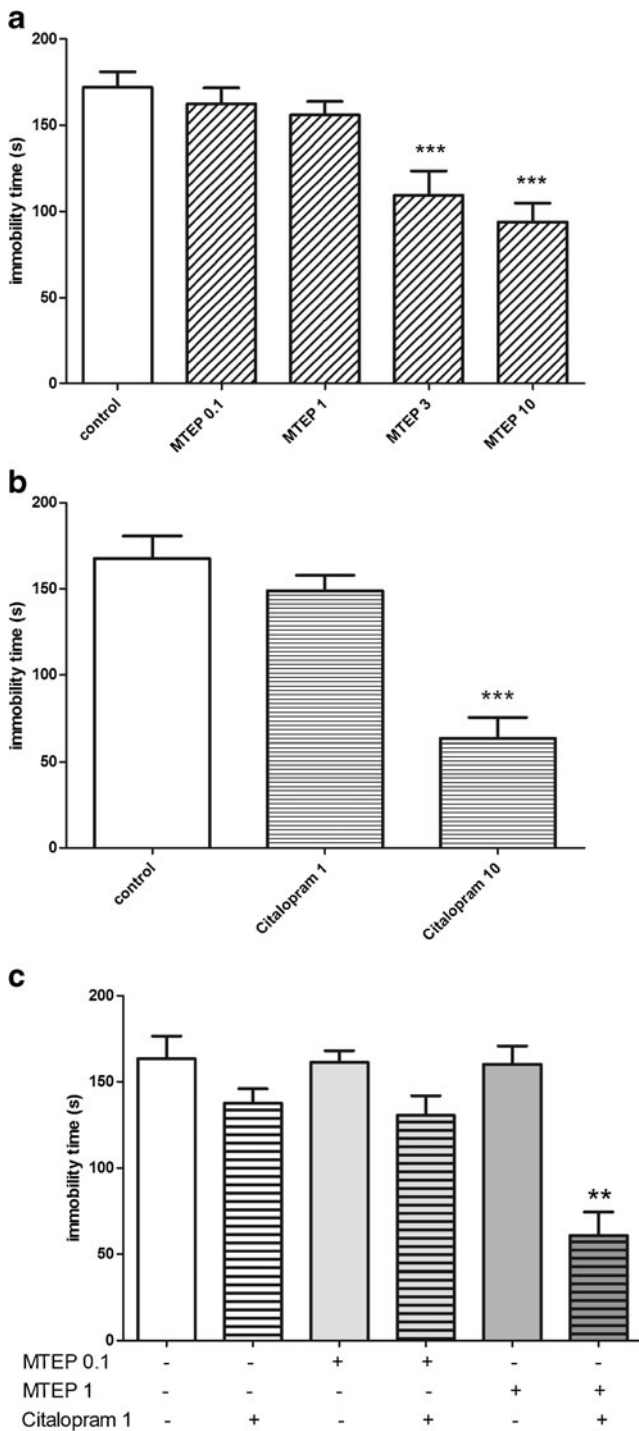 a
200
150
100
50
0
immobility time (s)
***
***
control
MTEP 0.1
MTEP 1
MTEP 3
MTEP 10
b
200
150
100
50
0
immobility time (s)
***
control
Citalopram 1
Citalopram 10
c
200
150
100
50
0
immobility time (s)
**
MTEP 0.1 - - + + - -
MTEP 1 - - - - + +
Citalopram 1 - + - + - +